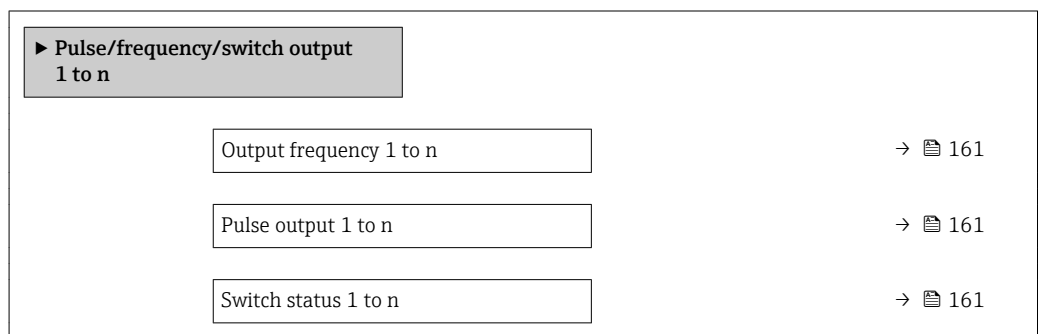 ► Pulse/frequency/switch output
1 to n
Output frequency 1 to n → 161
Pulse output 1 to n → 161
Switch status 1 to n → 161